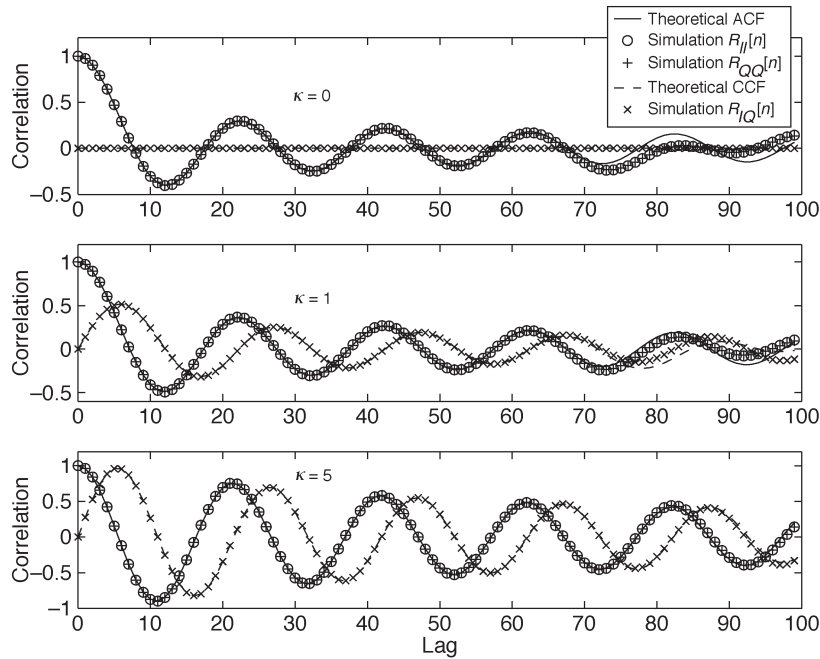 Theoretical ACF
Simulation R_II[n]
Simulation R_QQ[n]
Theoretical CCF
Simulation R_IQ[n]
Correlation
1
0.5
0
−0.5
κ = 0
0 10 20 30 40 50 60 70 80 90 100
Correlation
1
0.5
0
−0.5
κ = 1
0 10 20 30 40 50 60 70 80 90 100
Correlation
1
0.5
0
−0.5
−1
κ = 5
0 10 20 30 40 50 60 70 80 90 100
Lag